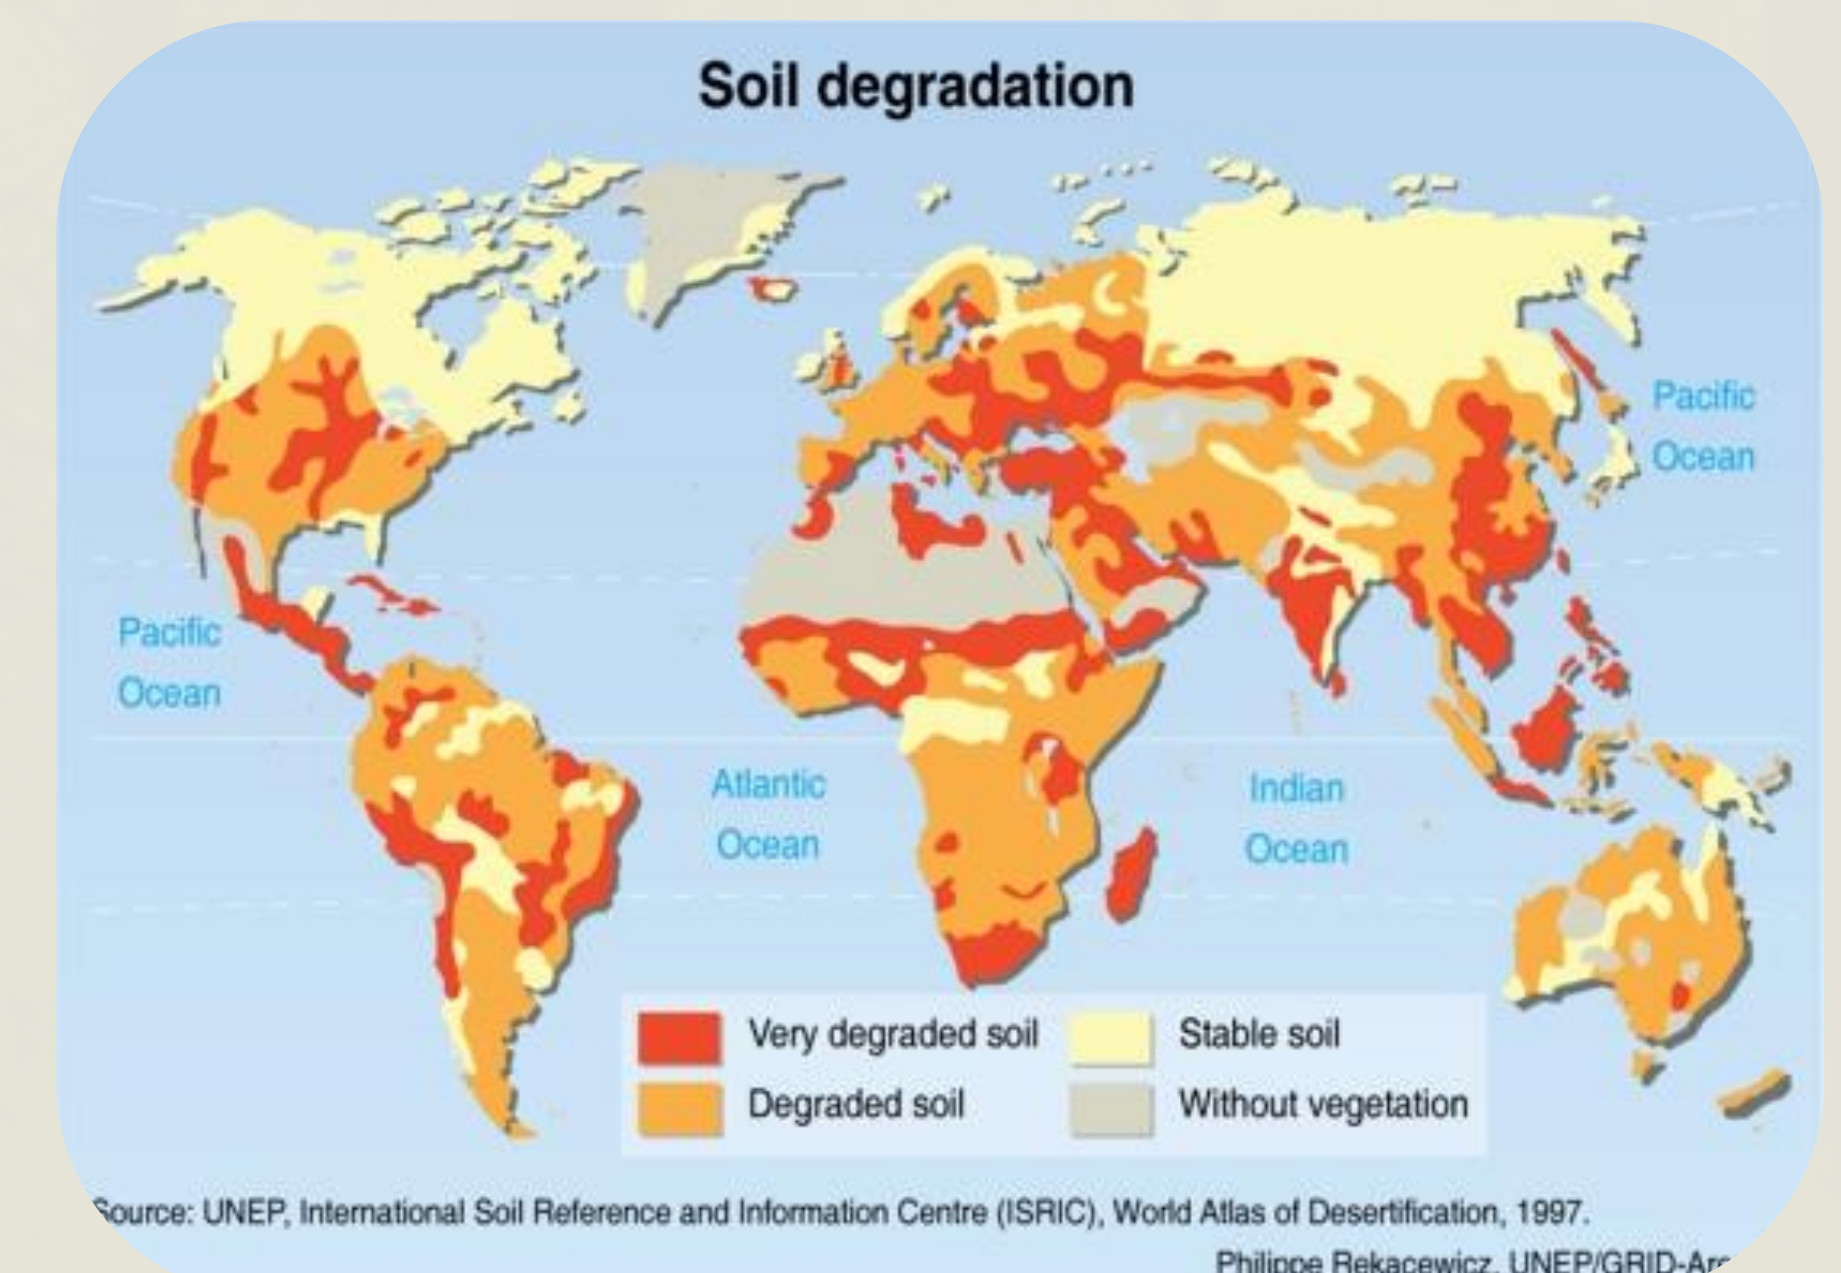 Soil degradation
Pacific
Ocean
Pacific
Ocean
Atlantic
Ocean
Indian
Ocean
Very degraded soil
Stable soil
Degraded soil
Without vegetation
Source: UNEP, International Soil Reference and Information Centre (ISRIC), World Atlas of Desertification, 1997.
Philippe Rekacewicz, UNEP/GRID-Are